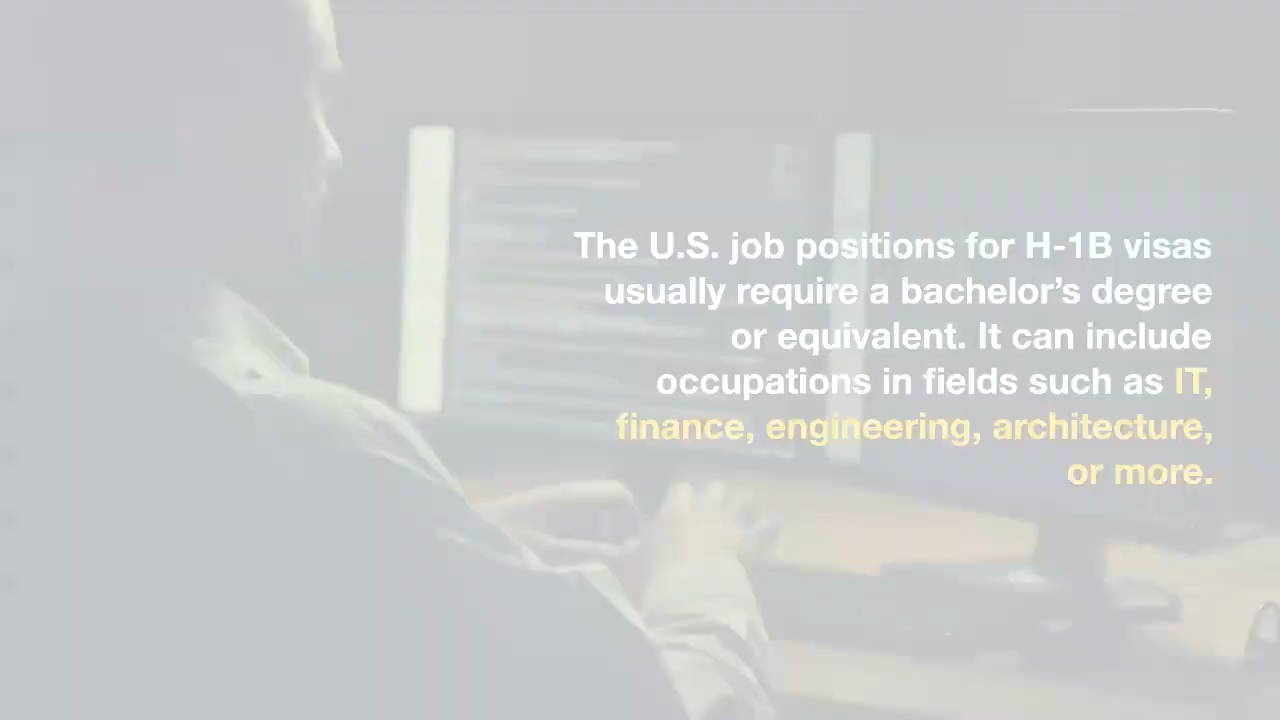 The U.S. job positions for H-1B visas
usually require a bachelor’s degree
or equivalent. It can include
occupations in fields such as IT,
finance, engineering, architecture,
or more.